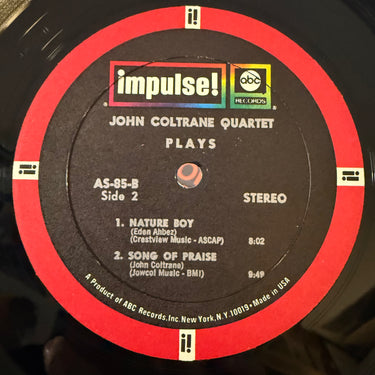 impulse! abc
RECORDS
JOHN COLTRANE QUARTET
PLAYS
AS-85-B
Side 2 STEREO
1. NATURE BOY
(Eden Ahbez)
(Crestview Music - ASCAP) 8:02
2. SONG OF PRAISE
(John Coltrane)
(Jowcol Music - BMI) 9:49
A Product of ABC Records, Inc. New York, N.Y. 10019 • Made in USA